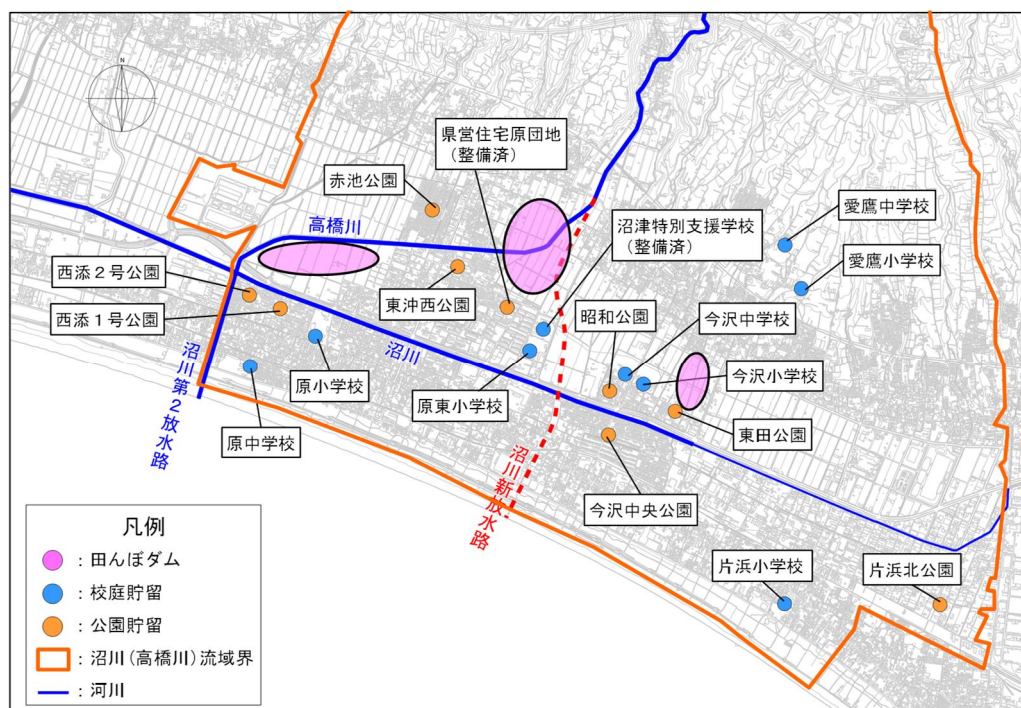 N
県営住宅原団地
(整備済)
赤池公園
高橋川
沼津特別支援学校
(整備済)
愛鷹中学校
愛鷹小学校
西添２号公園
西添１号公園
東沖西公園
昭和公園
今沢中学校
今沢小学校
沼川
沼川第２放水路
原小学校
原東小学校
東田公園
原中学校
沼川新放水路
今沢中央公園
片浜小学校
片浜北公園
凡例
：田んぼダム
：校庭貯留
：公園貯留
：沼川(高橋川)流域界
：河川